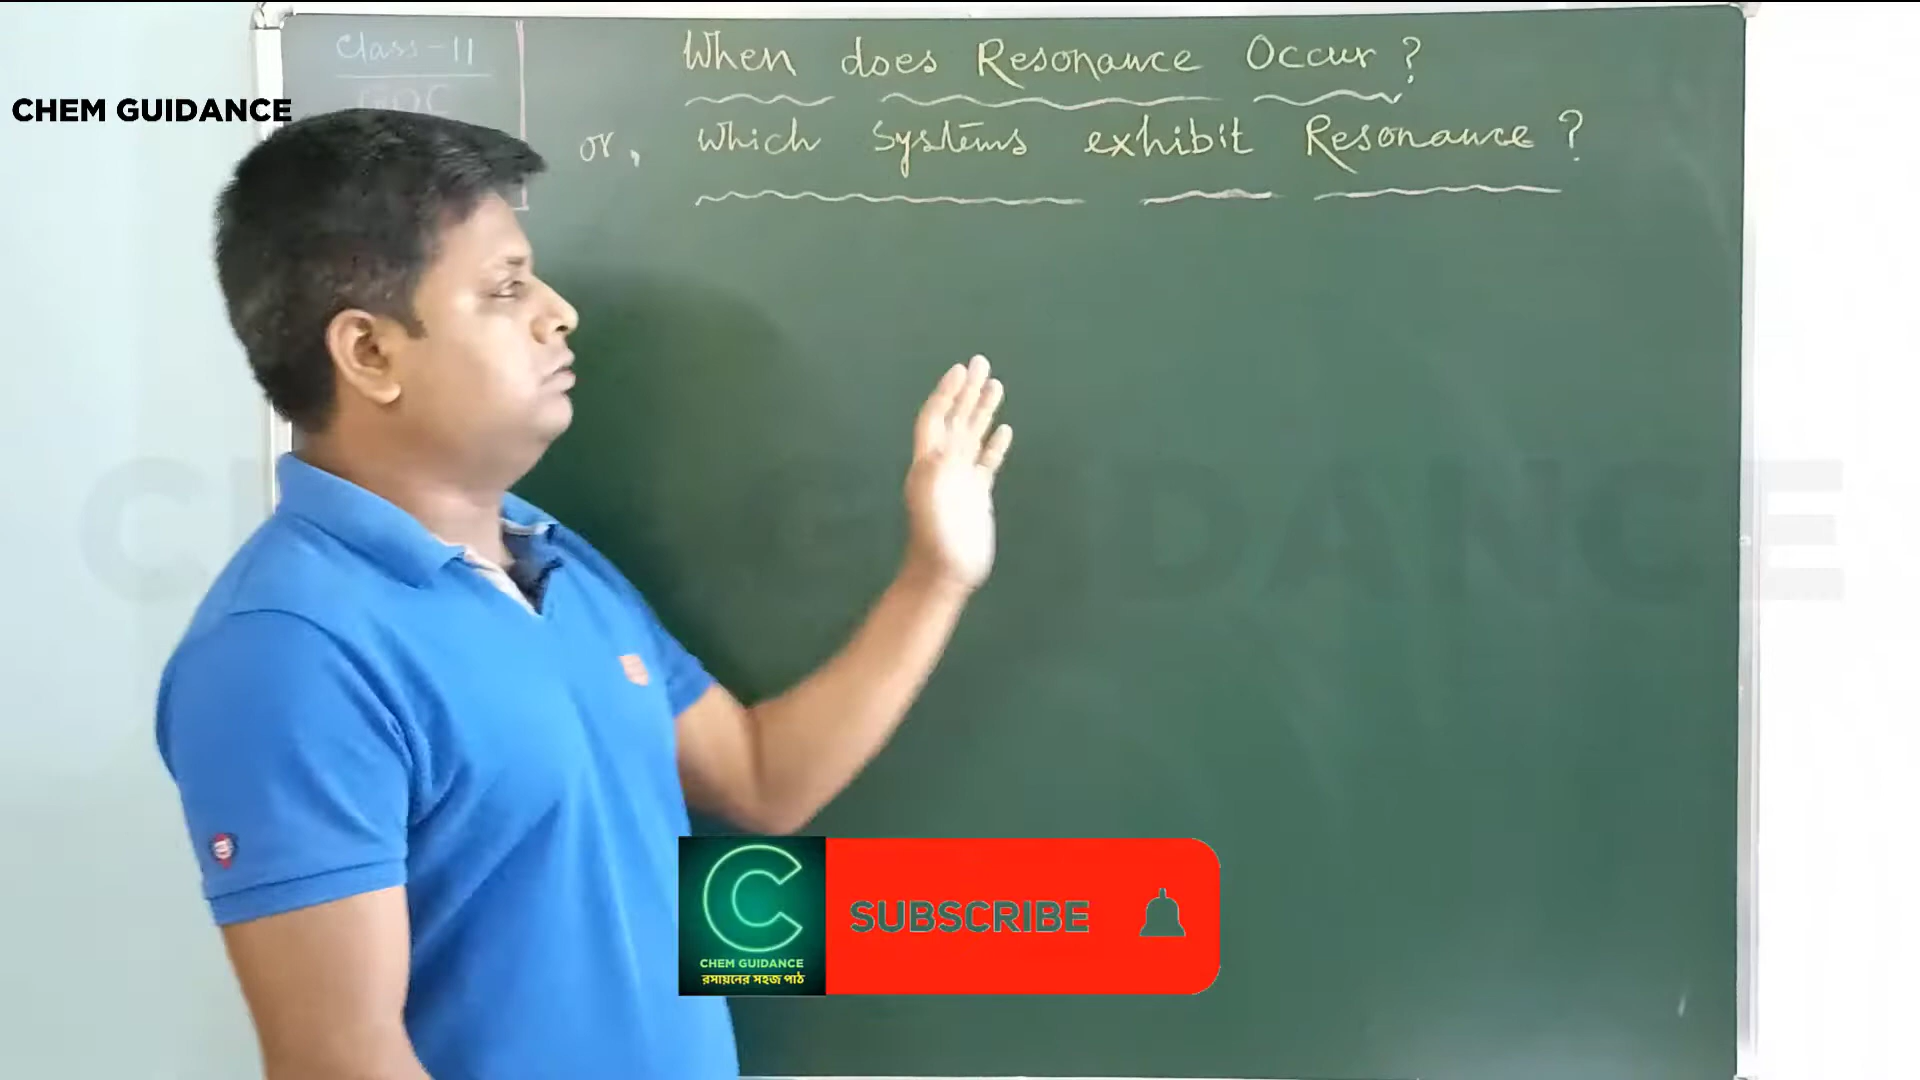 Class-11
GOC
CHEM GUIDANCE
When does Resonance Occur ?
or, which systems exhibit Resonance ?
SUBSCRIBE
CHEM GUIDANCE
রসায়নের সহজ পাঠ